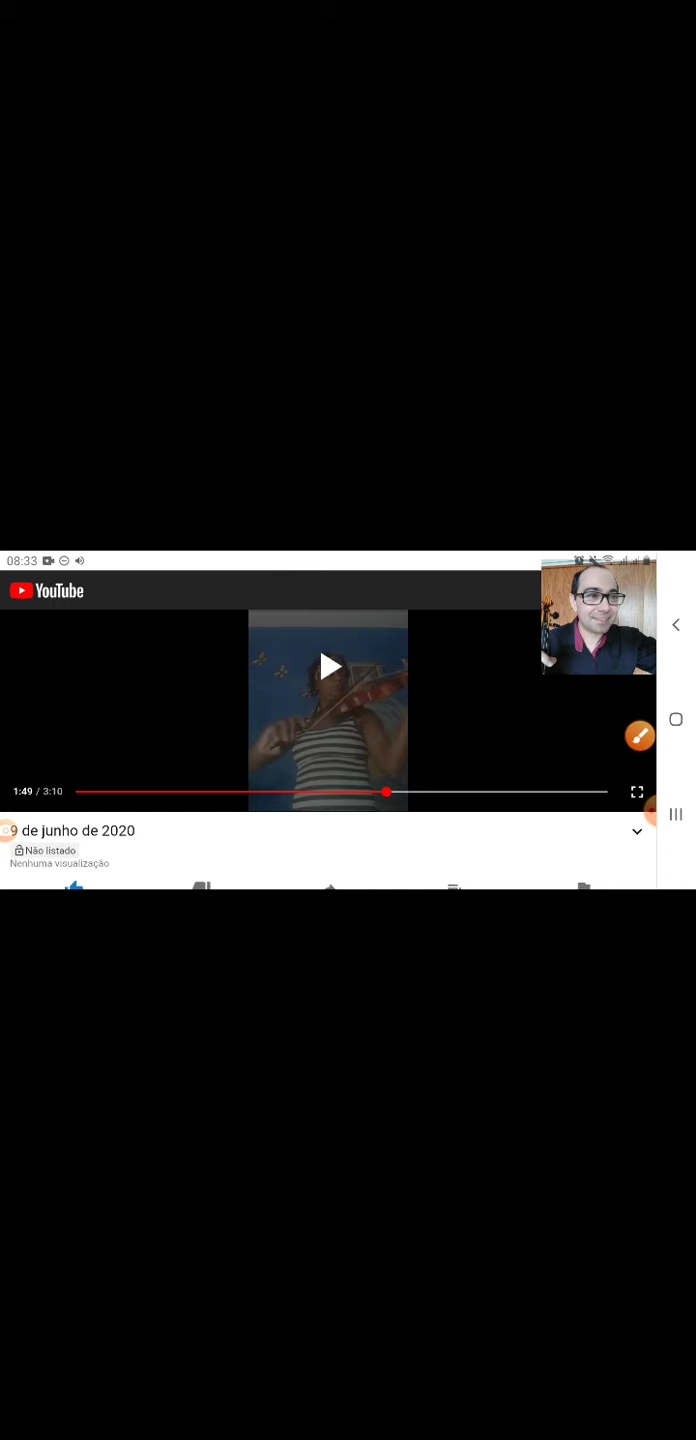 08:33
YouTube
1:49 / 3:10
9 de junho de 2020
Não listado
Nenhuma visualização